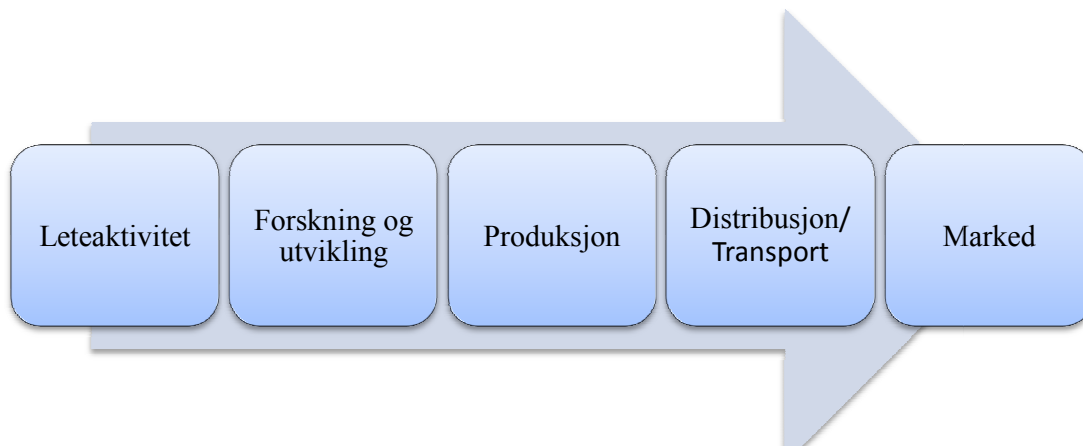 Leteaktivitet
Forskning og
utvikling
Produksjon
Distribusjon/
Transport
Marked